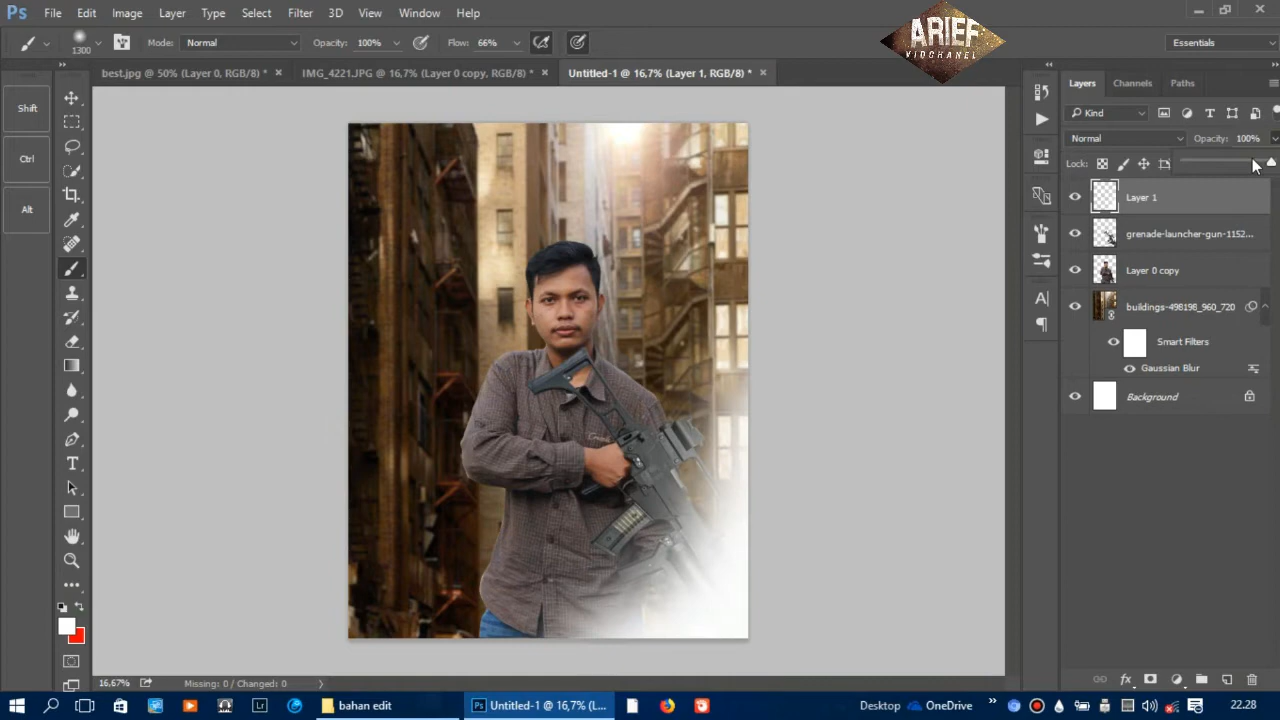 Ps File Edit Image Layer Type Select Filter 3D View Window Help
1300 Mode: Normal Opacity: 100% Flow: 66% Essentials
ARIEF
VIDCHANEL
best.jpg @ 50% (Layer 0, RGB/8) * × IMG_4221.JPG @ 16,7% (Layer 0 copy, RGB/8) * × Untitled-1 @ 16,7% (Layer 1, RGB/8) * ×
Shift
Ctrl
Alt
Layers Channels Paths
Kind
Normal Opacity: 100%
Lock:
Layer 1
grenade-launcher-gun-1152...
Layer 0 copy
buildings-498198_960_720
Smart Filters
Gaussian Blur
Background
16,67% Missing: 0 / Changed: 0
bahan edit Untitled-1 @ 16,7% (L... Desktop OneDrive 22.28